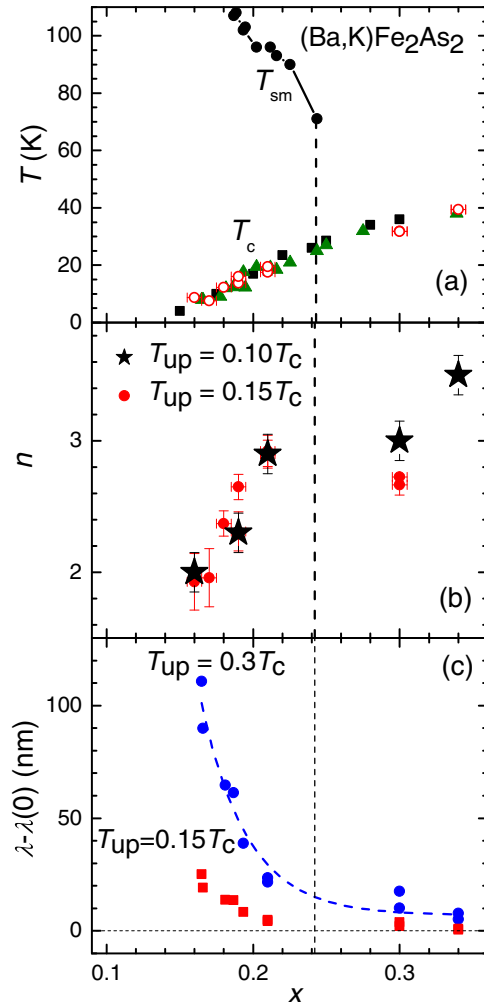 100
80
60
40
20
0
T (K)
(Ba,K)Fe2As2
Tsm
Tc
(a)
3
2
n
Tup = 0.10Tc
Tup = 0.15Tc
(b)
100
50
0
λ-λ(0) (nm)
Tup = 0.3Tc
Tup=0.15Tc
(c)
0.1
0.2
0.3
x